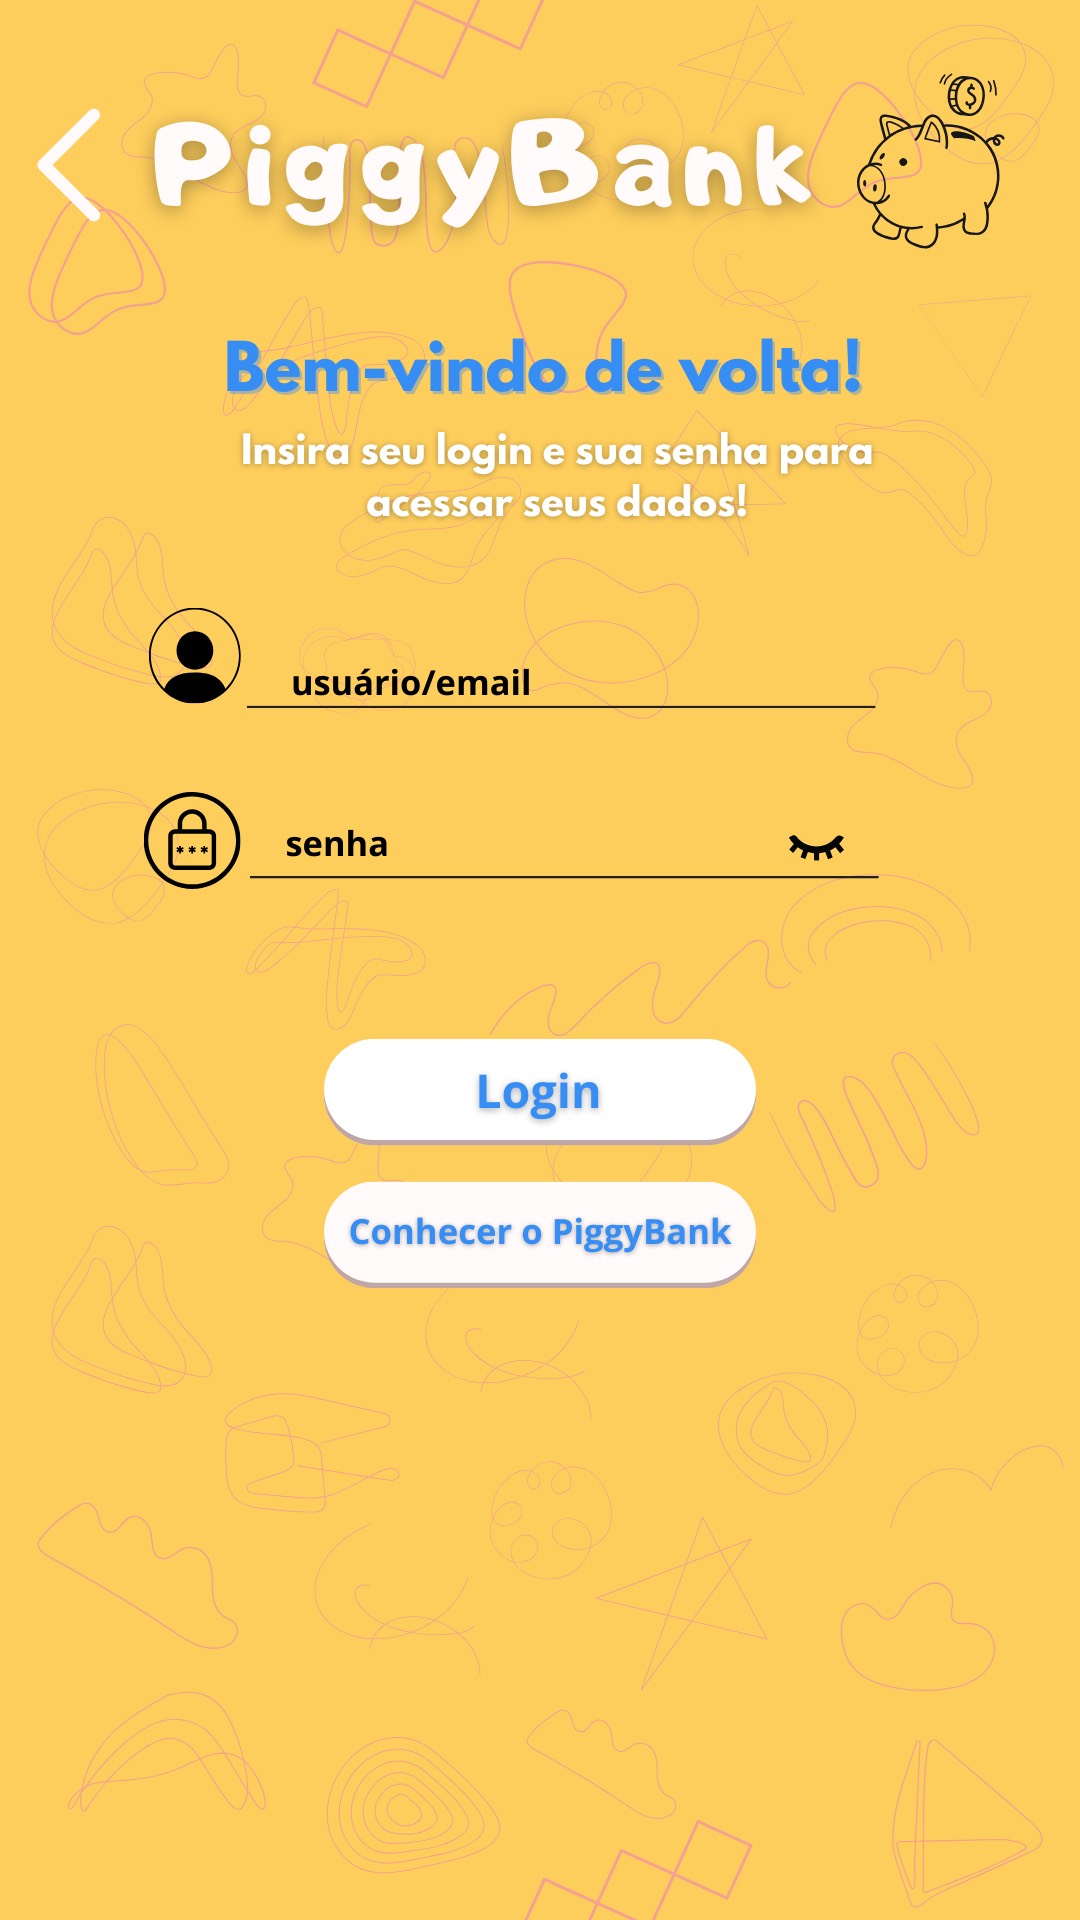 PiggyBank
Bem-vindo de volta!
Insira seu login e sua senha para
acessar seus dados!
usuário/email
senha
Login
Conhecer o PiggyBank